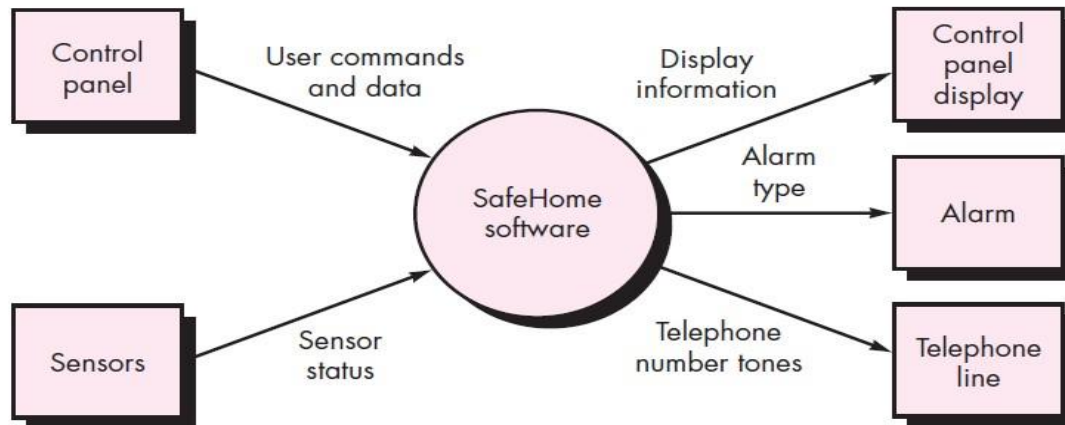 Control
panel
User commands
and data
Display
information
Control
panel
display
Alarm
type
SafeHome
software
Alarm
Sensors
Sensor
status
Telephone
number tones
Telephone
line